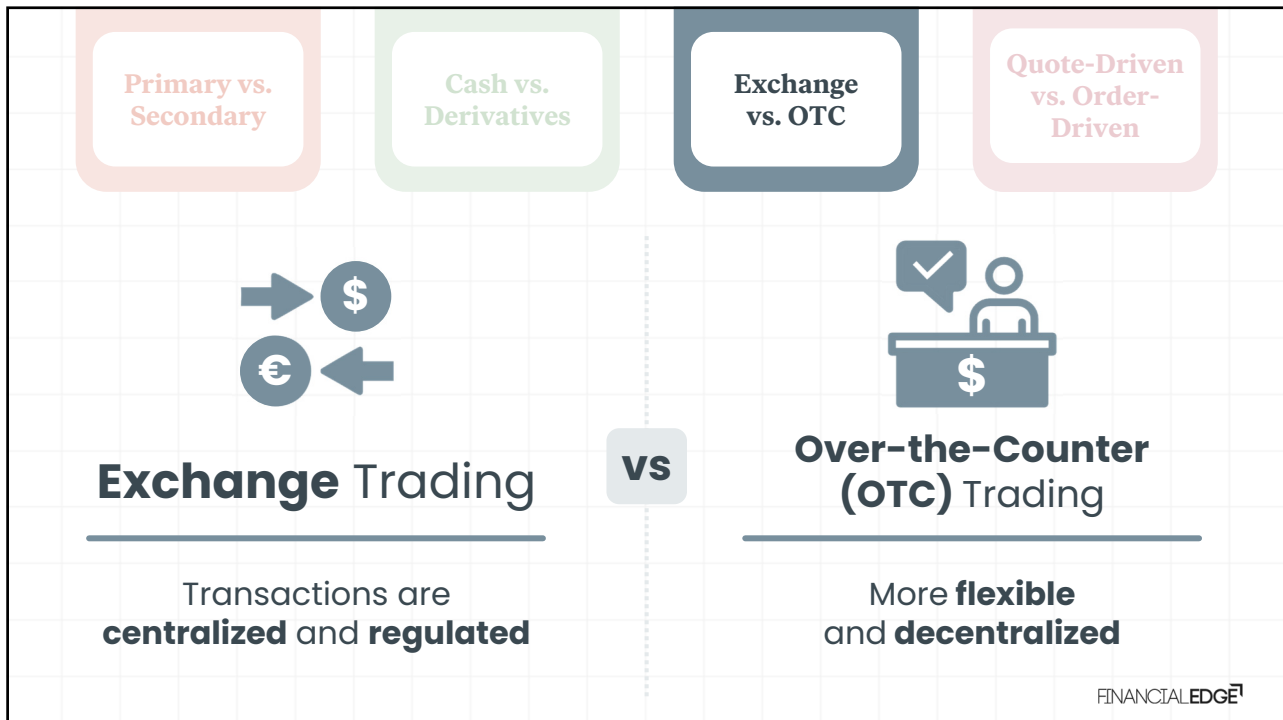 Primary vs.
Secondary
Cash vs.
Derivatives
Exchange
vs. OTC
Quote-Driven
vs. Order-
Driven
$
€
$
Exchange Trading
vs
Over-the-Counter
(OTC) Trading
Transactions are
centralized and regulated
More flexible
and decentralized
FINANCIALEDGE